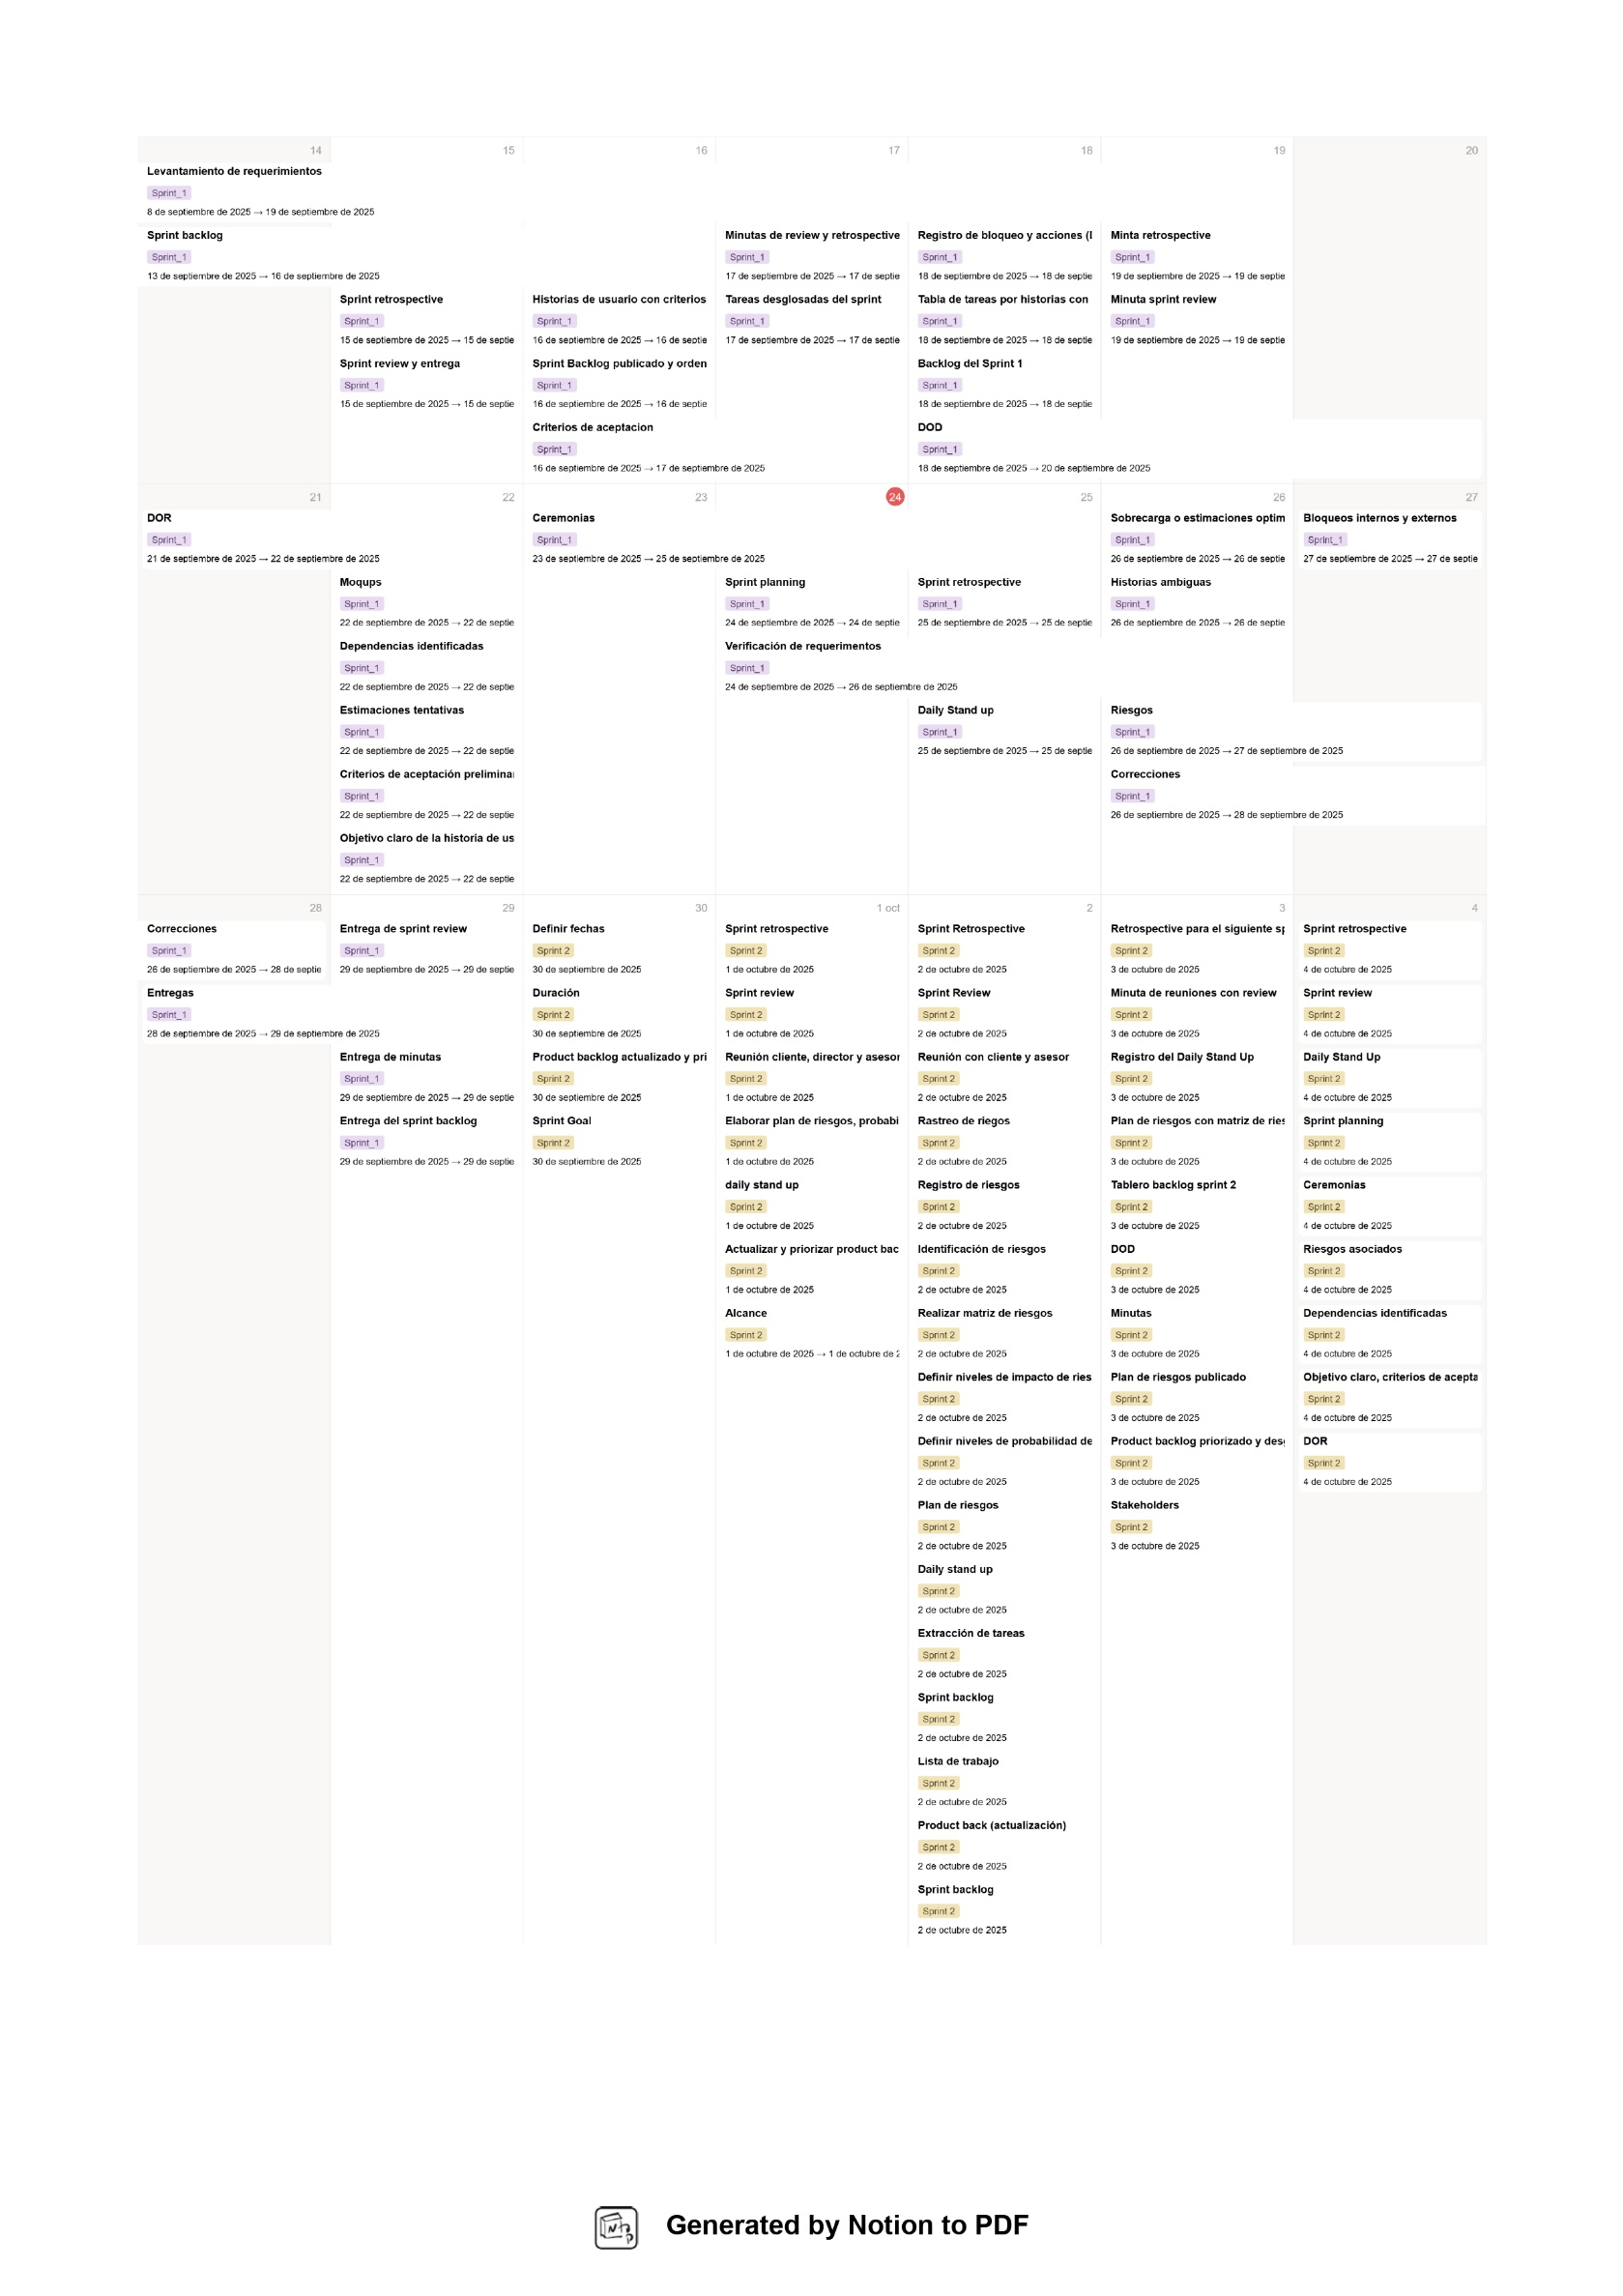 14
15
16
17
18
19
20
Levantamiento de requerimientos
Sprint_1
8 de septiembre de 2025 → 19 de septiembre de 2025
Sprint backlog
Sprint_1
13 de septiembre de 2025 → 16 de septiembre de 2025
Sprint retrospective
Sprint_1
15 de septiembre de 2025 → 15 de septie
Sprint review y entrega
Sprint_1
15 de septiembre de 2025 → 15 de septie
Historias de usuario con criterios
Sprint_1
16 de septiembre de 2025 → 16 de septie
Sprint Backlog publicado y orden
Sprint_1
16 de septiembre de 2025 → 16 de septie
Criterios de aceptacion
Sprint_1
16 de septiembre de 2025 → 17 de septiembre de 2025
Minutas de review y retrospective
Sprint_1
17 de septiembre de 2025 → 17 de septie
Tareas desglosadas del sprint
Sprint_1
17 de septiembre de 2025 → 17 de septie
Registro de bloqueo y acciones (
Sprint_1
18 de septiembre de 2025 → 18 de septie
Tabla de tareas por historias con
Sprint_1
18 de septiembre de 2025 → 18 de septie
Backlog del Sprint 1
Sprint_1
18 de septiembre de 2025 → 18 de septie
DOD
Sprint_1
18 de septiembre de 2025 → 20 de septiembre de 2025
Minta retrospective
Sprint_1
19 de septiembre de 2025 → 19 de septie
Minuta sprint review
Sprint_1
19 de septiembre de 2025 → 19 de septie
21
22
23
24
25
26
27
DOR
Sprint_1
21 de septiembre de 2025 → 22 de septiembre de 2025
Moqups
Sprint_1
22 de septiembre de 2025 → 22 de septie
Dependencias identificadas
Sprint_1
22 de septiembre de 2025 → 22 de septie
Estimaciones tentativas
Sprint_1
22 de septiembre de 2025 → 22 de septie
Criterios de aceptación prelimina
Sprint_1
22 de septiembre de 2025 → 22 de septie
Objetivo claro de la historia de us
Sprint_1
22 de septiembre de 2025 → 22 de septie
Ceremonias
Sprint_1
23 de septiembre de 2025 → 25 de septiembre de 2025
Sprint planning
Sprint_1
24 de septiembre de 2025 → 24 de septie
Verificación de requerimentos
Sprint_1
24 de septiembre de 2025 → 26 de septiembre de 2025
Sprint retrospective
Sprint_1
25 de septiembre de 2025 → 25 de septie
Daily Stand up
Sprint_1
25 de septiembre de 2025 → 25 de septie
Sobrecarga o estimaciones optim
Sprint_1
26 de septiembre de 2025 → 26 de septie
Historias ambiguas
Sprint_1
26 de septiembre de 2025 → 26 de septie
Riesgos
Sprint_1
26 de septiembre de 2025 → 27 de septiembre de 2025
Correcciones
Sprint_1
26 de septiembre de 2025 → 28 de septiembre de 2025
Bloqueos internos y externos
Sprint_1
27 de septiembre de 2025 → 27 de septie
28
29
30
1 oct
2
3
4
Correcciones
Sprint_1
26 de septiembre de 2025 → 28 de septie
Entregas
Sprint_1
28 de septiembre de 2025 → 29 de septiembre de 2025
Entrega de sprint review
Sprint_1
29 de septiembre de 2025 → 29 de septie
Entrega de minutas
Sprint_1
29 de septiembre de 2025 → 29 de septie
Entrega del sprint backlog
Sprint_1
29 de septiembre de 2025 → 29 de septie
Definir fechas
Sprint 2
30 de septiembre de 2025
Duración
Sprint 2
30 de septiembre de 2025
Product backlog actualizado y pri
Sprint 2
30 de septiembre de 2025
Sprint Goal
Sprint 2
30 de septiembre de 2025
Sprint retrospective
Sprint 2
1 de octubre de 2025
Sprint review
Sprint 2
1 de octubre de 2025
Reunión cliente, director y asesor
Sprint 2
1 de octubre de 2025
Elaborar plan de riesgos, probabi
Sprint 2
1 de octubre de 2025
daily stand up
Sprint 2
1 de octubre de 2025
Actualizar y priorizar product bac
Sprint 2
1 de octubre de 2025
Alcance
Sprint 2
1 de octubre de 2025 → 1 de octubre de 2
Sprint Retrospective
Sprint 2
2 de octubre de 2025
Sprint Review
Sprint 2
2 de octubre de 2025
Reunión con cliente y asesor
Sprint 2
2 de octubre de 2025
Rastreo de riegos
Sprint 2
2 de octubre de 2025
Registro de riesgos
Sprint 2
2 de octubre de 2025
Identificación de riesgos
Sprint 2
2 de octubre de 2025
Realizar matriz de riesgos
Sprint 2
2 de octubre de 2025
Definir niveles de impacto de ries
Sprint 2
2 de octubre de 2025
Definir niveles de probabilidad de
Sprint 2
2 de octubre de 2025
Plan de riesgos
Sprint 2
2 de octubre de 2025
Daily stand up
Sprint 2
2 de octubre de 2025
Extracción de tareas
Sprint 2
2 de octubre de 2025
Sprint backlog
Sprint 2
2 de octubre de 2025
Lista de trabajo
Sprint 2
2 de octubre de 2025
Product back (actualización)
Sprint 2
2 de octubre de 2025
Sprint backlog
Sprint 2
2 de octubre de 2025
Retrospective para el siguiente sp
Sprint 2
3 de octubre de 2025
Minuta de reuniones con review
Sprint 2
3 de octubre de 2025
Registro del Daily Stand Up
Sprint 2
3 de octubre de 2025
Plan de riesgos con matriz de ries
Sprint 2
3 de octubre de 2025
Tablero backlog sprint 2
Sprint 2
3 de octubre de 2025
DOD
Sprint 2
3 de octubre de 2025
Minutas
Sprint 2
3 de octubre de 2025
Plan de riesgos publicado
Sprint 2
3 de octubre de 2025
Product backlog priorizado y desg
Sprint 2
3 de octubre de 2025
Stakeholders
Sprint 2
3 de octubre de 2025
Sprint retrospective
Sprint 2
4 de octubre de 2025
Sprint review
Sprint 2
4 de octubre de 2025
Daily Stand Up
Sprint 2
4 de octubre de 2025
Sprint planning
Sprint 2
4 de octubre de 2025
Ceremonias
Sprint 2
4 de octubre de 2025
Riesgos asociados
Sprint 2
4 de octubre de 2025
Dependencias identificadas
Sprint 2
4 de octubre de 2025
Objetivo claro, criterios de acepta
Sprint 2
4 de octubre de 2025
DOR
Sprint 2
4 de octubre de 2025
Generated by Notion to PDF